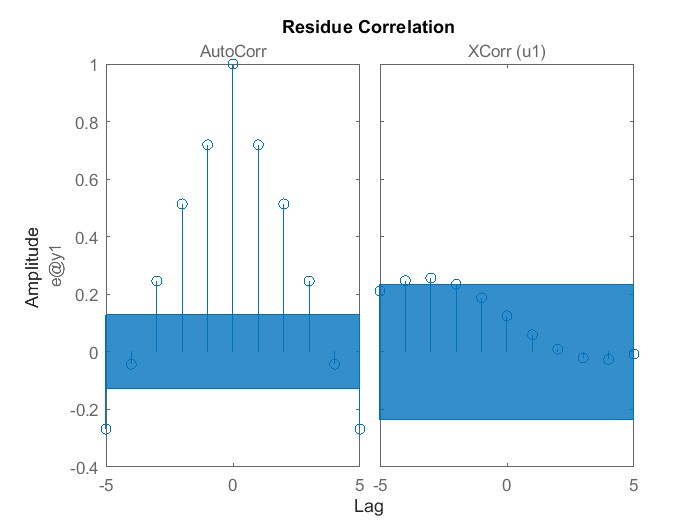 Residue Correlation
AutoCorr
XCorr (u1)
1
0.8
0.6
0.4
0.2
0
-0.2
-0.4
Amplitude
e@y1
-5 0 5
-5 0 5
Lag